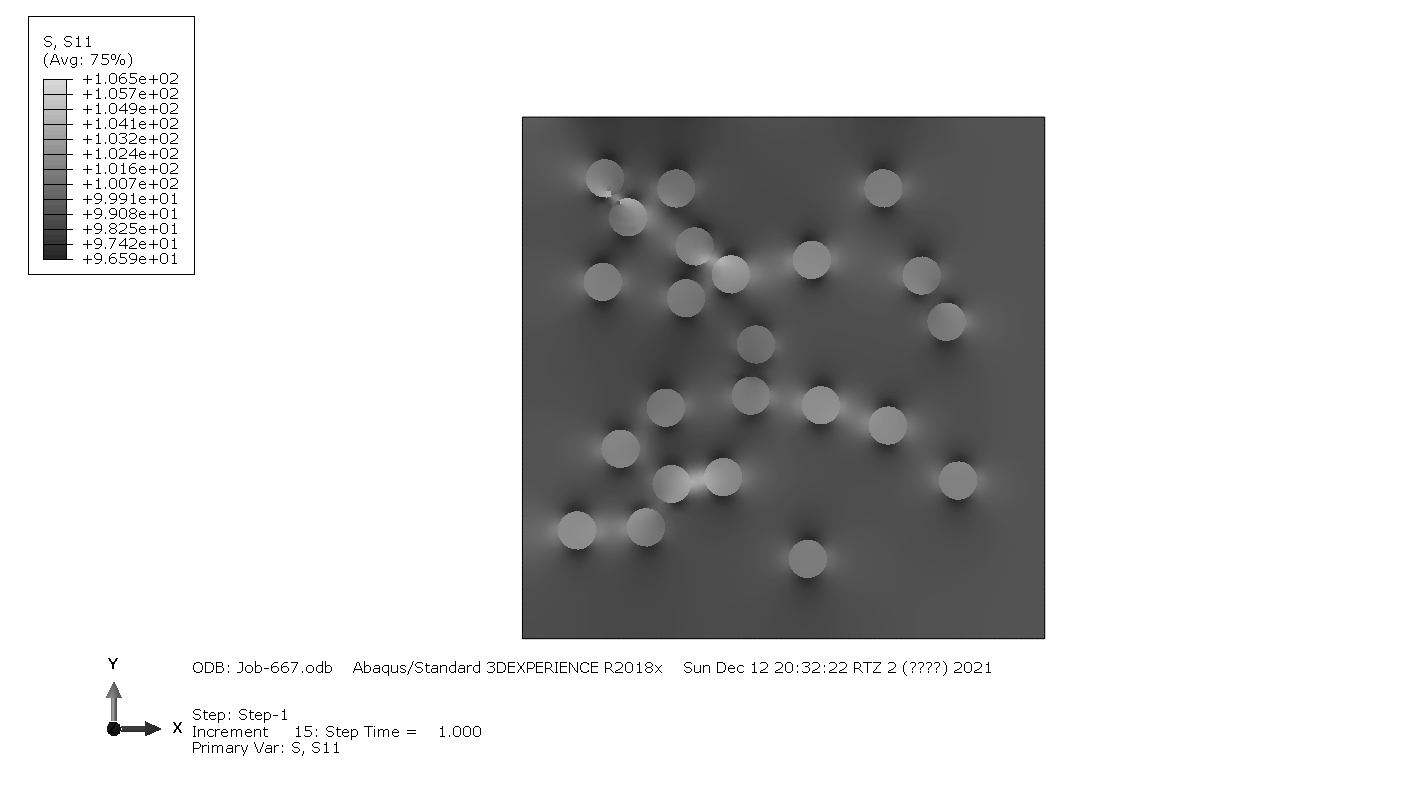 S, S11
(Avg: 75%)
+1.065e+02
+1.057e+02
+1.049e+02
+1.041e+02
+1.032e+02
+1.024e+02
+1.016e+02
+1.007e+02
+9.991e+01
+9.908e+01
+9.825e+01
+9.742e+01
+9.659e+01
Y
X
ODB: Job-667.odb Abaqus/Standard 3DEXPERIENCE R2018x Sun Dec 12 20:32:22 RTZ 2 (????) 2021
Step: Step-1
Increment 15: Step Time = 1.000
Primary Var: S, S11